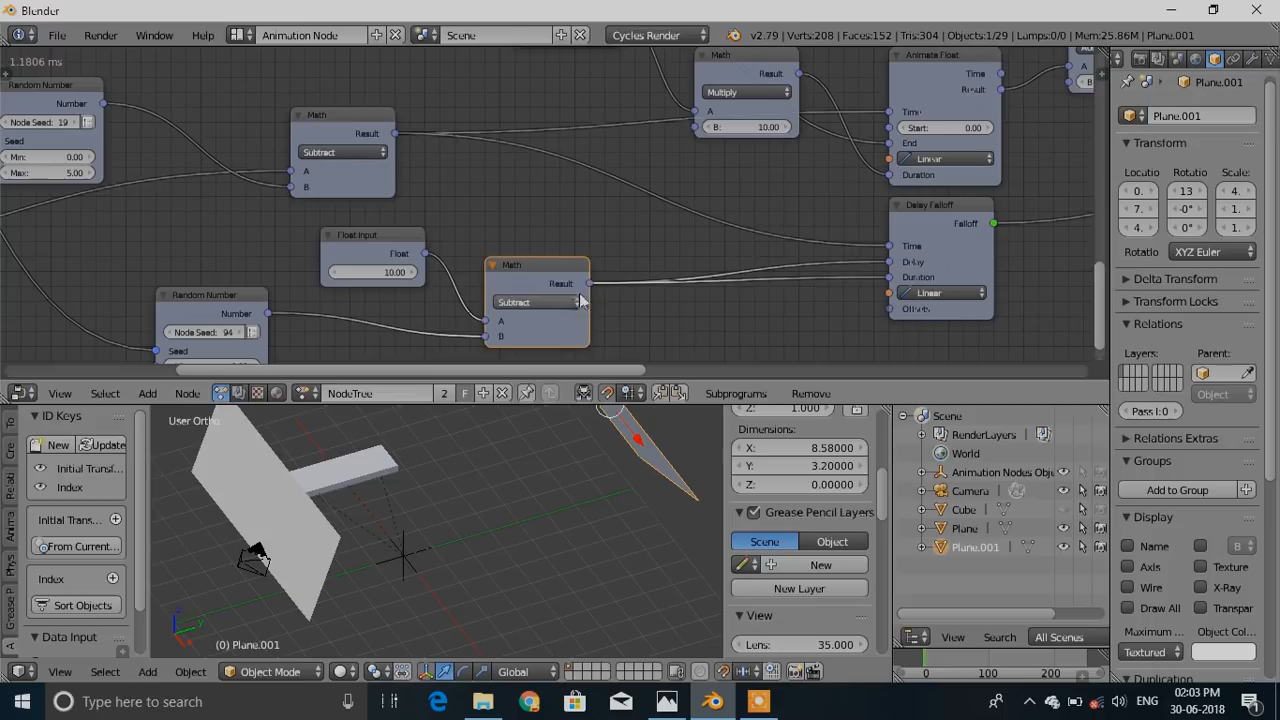 Blender
File Render Window Help Animation Node Scene Cycles Render v2.79 | Verts:208 | Faces:152 | Tris:304 | Objects:1/29 | Lamps:0/0 | Mem:25.86M | Plane.001
1.1806 ms
Random Number
Number
Node Seed: 19
Seed
Min: 0.00
Max: 5.00
Math
Result
Subtract
A
B
Float Input
Float
10.00
Random Number
Number
Node Seed: 94
Seed
Math
Result
Subtract
A
B
Math
Result
Multiply
A
B: 10.00
Animate Float
Time
Result
Time
Start: 0.00
End
Linear
Duration
Delay Falloff
Falloff
Time
Delay
Duration
Linear
Offsets
A
View Select Add Node NodeTree 2 F Subprograms Remove
ID Keys
New Update
Initial Transf...
Index
Initial Trans...
From Current...
Index
Sort Objects
Data Input
To
Cre
Relati
Anima
Phys
Grease P
User Ortho
(0) Plane.001
Z: 1.000
Dimensions:
X: 8.58000
Y: 3.20000
Z: 0.00000
Grease Pencil Layers
Scene Object
New
New Layer
View
Lens: 35.000
View Select Add Object Object Mode Global
Scene
RenderLayers
World
Animation Nodes Obje
Camera
Cube
Plane
Plane.001
View Search All Scenes
0 100 200
Plane.001
Plane.001
Transform
Locatio Rotatio Scale:
0. 13 4.
7. -0° 4.
4. 0° 1.
Rotatio XYZ Euler
Delta Transform
Transform Locks
Relations
Layers: Parent:
Object
Pass I: 0
Relations Extras
Groups
Add to Group
Display
Name B
Axis Texture
Wire X-Ray
Draw All Transpar
Maximum ... Object Col...
Textured
Duplication
Type here to search
ENG
02:03 PM
30-06-2018